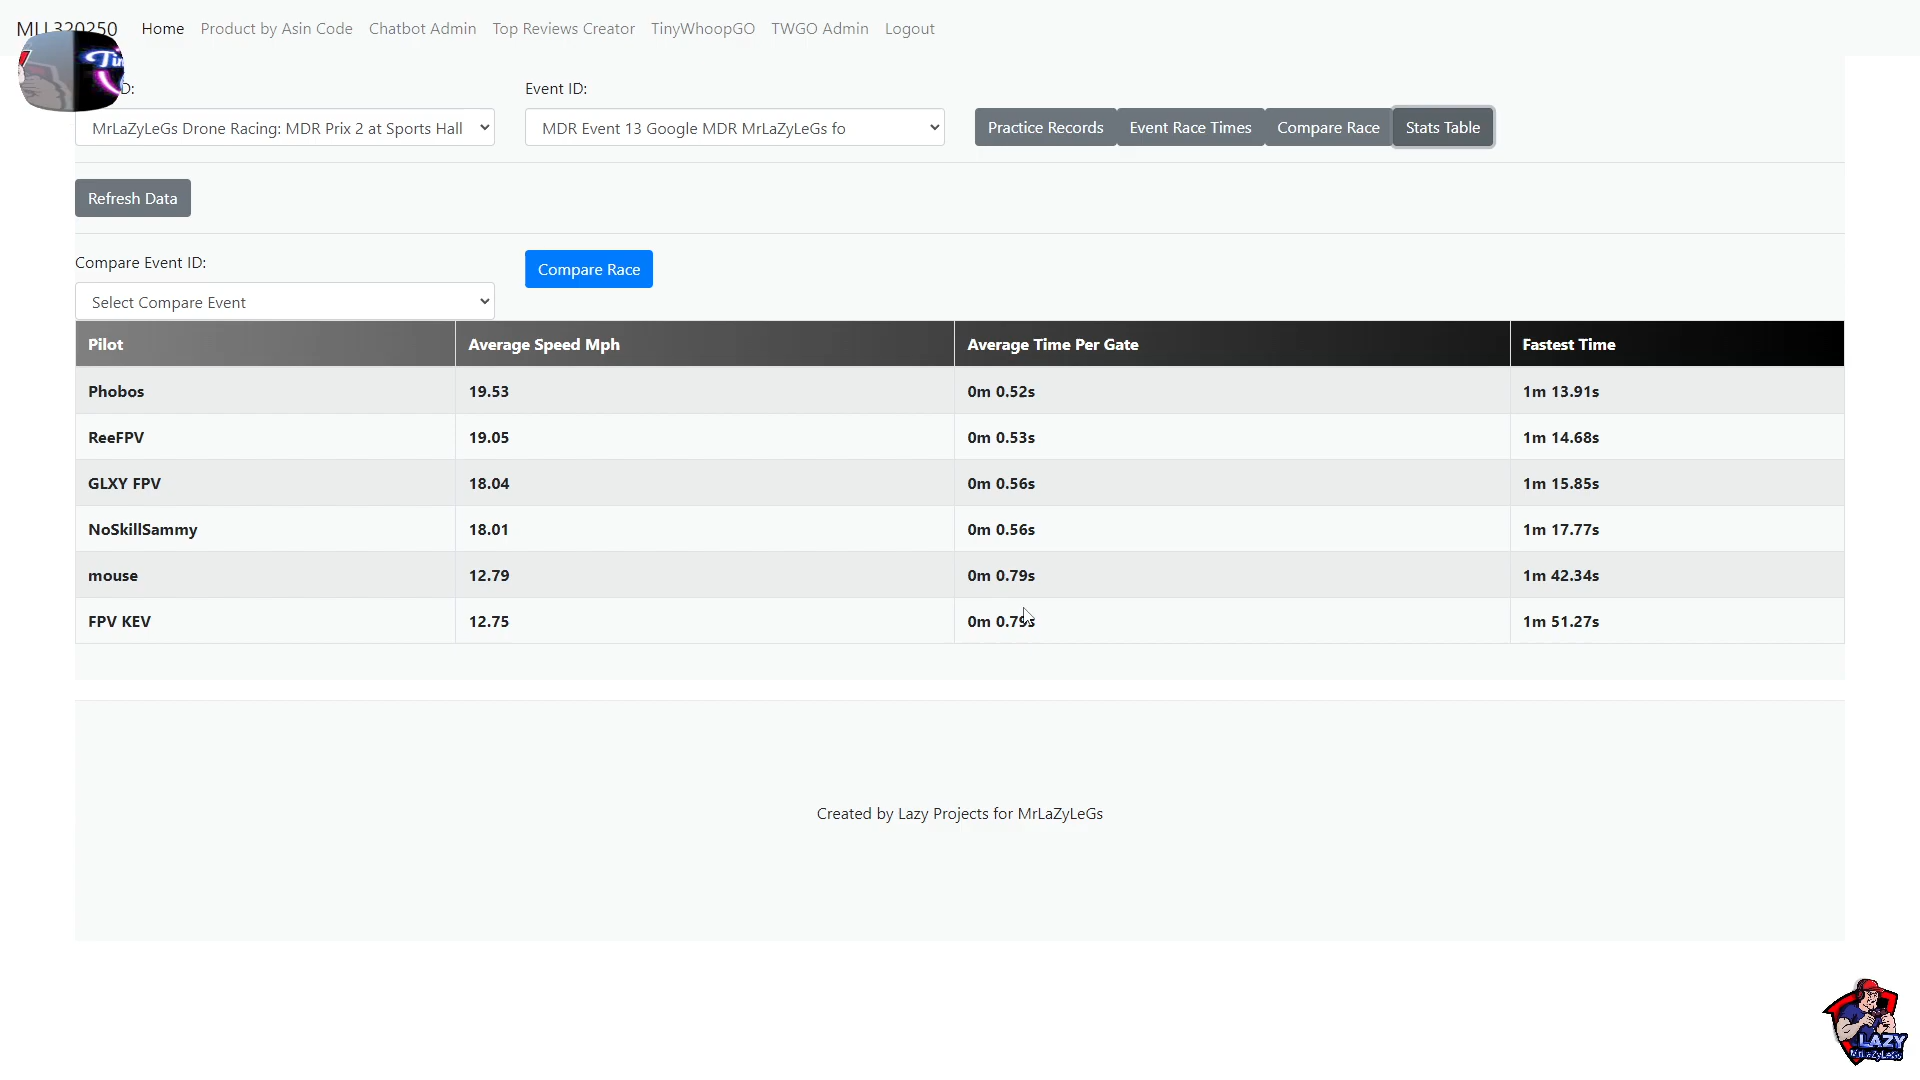 Home Product by Asin Code Chatbot Admin Top Reviews Creator TinyWhoopGO TWGO Admin Logout
D: Event ID:
MrLaZyLeGs Drone Racing: MDR Prix 2 at Sports Hall MDR Event 13 Google MDR MrLaZyLeGs fo Practice Records Event Race Times Compare Race Stats Table
Refresh Data
Compare Event ID: Compare Race
Select Compare Event
Pilot Average Speed Mph Average Time Per Gate Fastest Time
Phobos 19.53 0m 0.52s 1m 13.91s
ReeFPV 19.05 0m 0.53s 1m 14.68s
GLXY FPV 18.04 0m 0.56s 1m 15.85s
NoSkillSammy 18.01 0m 0.56s 1m 17.77s
mouse 12.79 0m 0.79s 1m 42.34s
FPV KEV 12.75 0m 0.79s 1m 51.27s
Created by Lazy Projects for MrLaZyLeGs
LAZY
MrLaZyLeGs